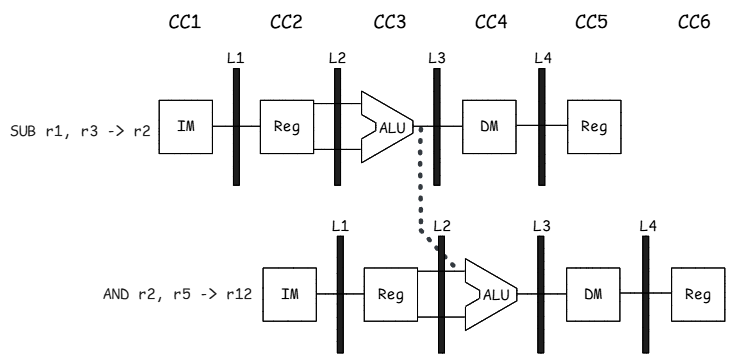 CC1 CC2 CC3 CC4 CC5 CC6
L1 L2 L3 L4
SUB r1, r3 -> r2 IM Reg ALU DM Reg
L1 L2 L3 L4
AND r2, r5 -> r12 IM Reg ALU DM Reg